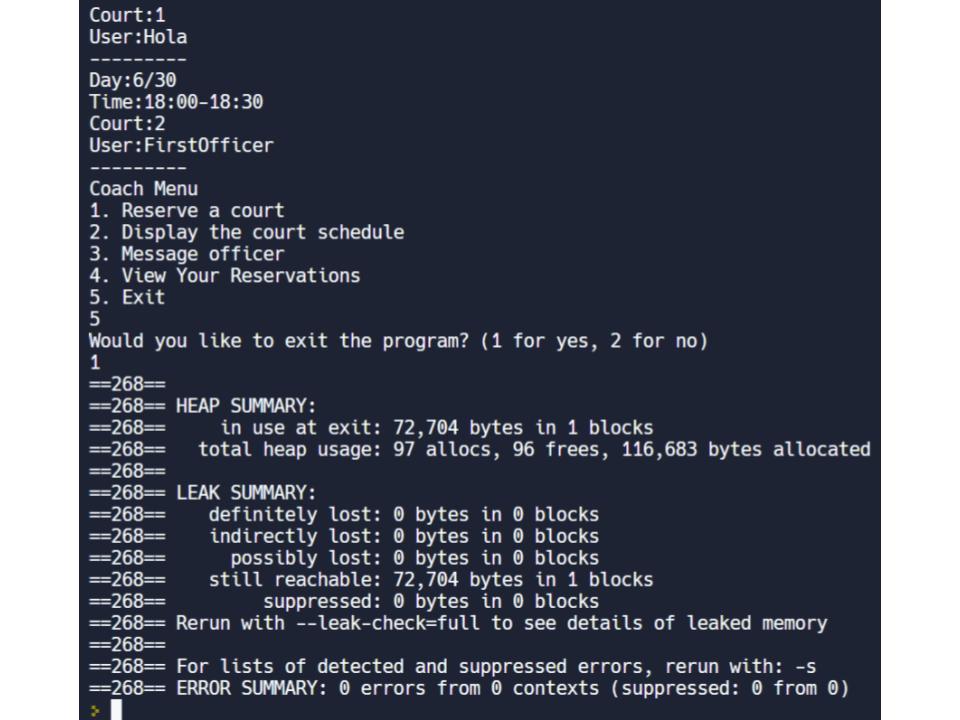 Court:1
User:Hola
---------
Day:6/30
Time:18:00-18:30
Court:2
User:FirstOfficer
---------
Coach Menu
1. Reserve a court
2. Display the court schedule
3. Message officer
4. View Your Reservations
5. Exit
5
Would you like to exit the program? (1 for yes, 2 for no)
1
==268==
==268== HEAP SUMMARY:
==268==     in use at exit: 72,704 bytes in 1 blocks
==268==   total heap usage: 97 allocs, 96 frees, 116,683 bytes allocated
==268==
==268== LEAK SUMMARY:
==268==    definitely lost: 0 bytes in 0 blocks
==268==    indirectly lost: 0 bytes in 0 blocks
==268==      possibly lost: 0 bytes in 0 blocks
==268==    still reachable: 72,704 bytes in 1 blocks
==268==         suppressed: 0 bytes in 0 blocks
==268== Rerun with --leak-check=full to see details of leaked memory
==268==
==268== For lists of detected and suppressed errors, rerun with: -s
==268== ERROR SUMMARY: 0 errors from 0 contexts (suppressed: 0 from 0)
>